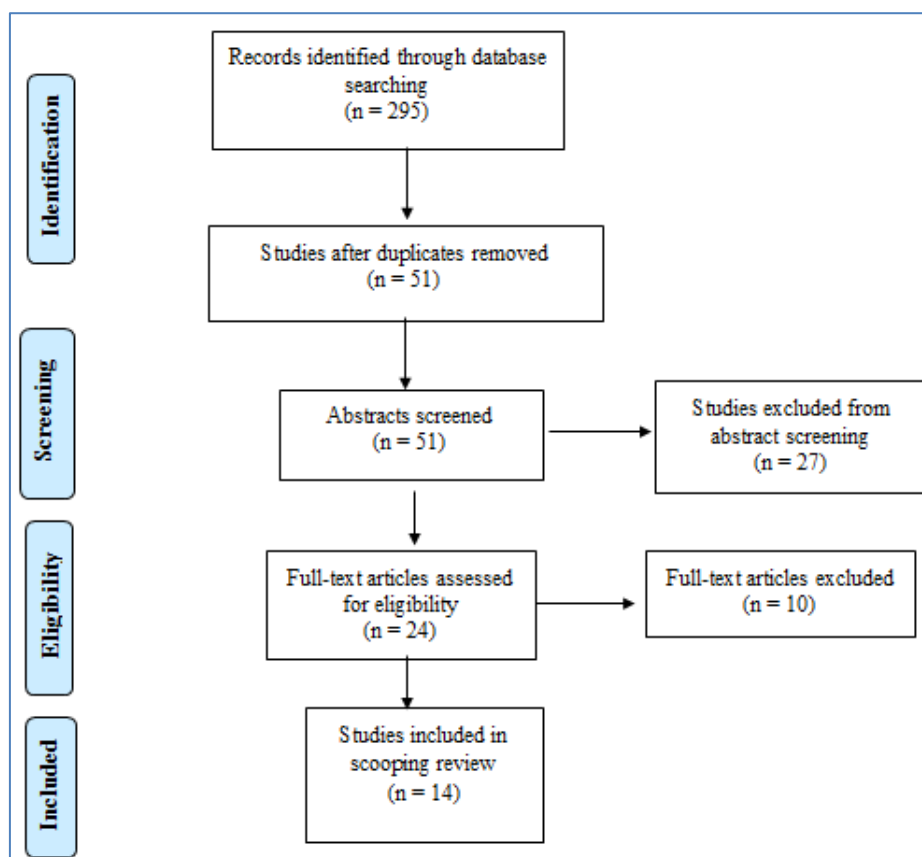 Records identified through database
searching
(n = 295)
Identification
Studies after duplicates removed
(n = 51)
Screening
Abstracts screened
(n = 51)
Studies excluded from
abstract screening
(n = 27)
Eligibility
Full-text articles assessed
for eligibility
(n = 24)
Full-text articles excluded
(n = 10)
Included
Studies included in
scooping review
(n = 14)